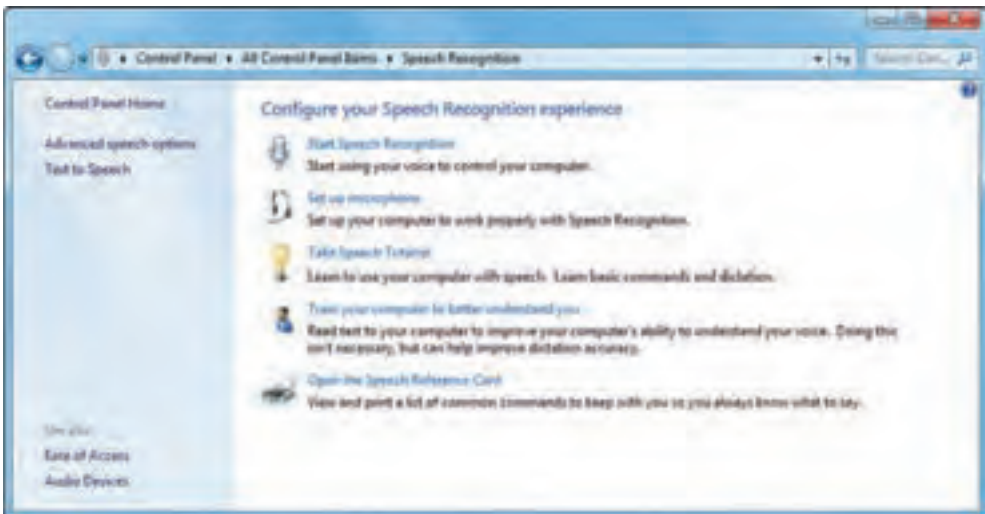 Control Panel ▸ All Control Panel Items ▸ Speech Recognition
Control Panel Home
Advanced speech options
Text to Speech
Configure your Speech Recognition experience
Start Speech Recognition
Start using your voice to control your computer.
Set up microphone
Set up your computer to work properly with Speech Recognition.
Take Speech Tutorial
Learn to use your computer with speech. Learn basic commands and dictation.
Train your computer to better understand you
Read text to your computer to improve your computer's ability to understand your voice. Doing this
isn't necessary, but can help improve dictation accuracy.
Open the Speech Reference Card
View and print a list of common commands to keep with you so you always know what to say.
See also
Ease of Access
Audio Devices